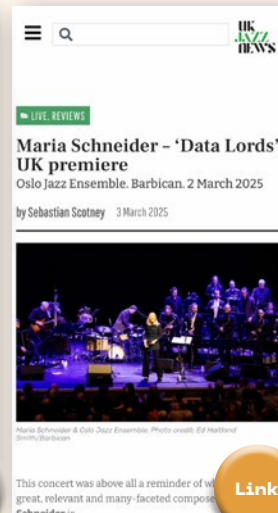 UK
JAZZ
NEWS
LIVE, REVIEWS
Maria Schneider – ‘Data Lords’
UK premiere
Oslo Jazz Ensemble. Barbican. 2 March 2025
by Sebastian Scotney 3 March 2025
Maria Schneider & Oslo Jazz Ensemble. Photo credit: Ed Maitland
Smith/Barbican
This concert was above all a reminder of
great, relevant and many-faceted
Schneider is
Link